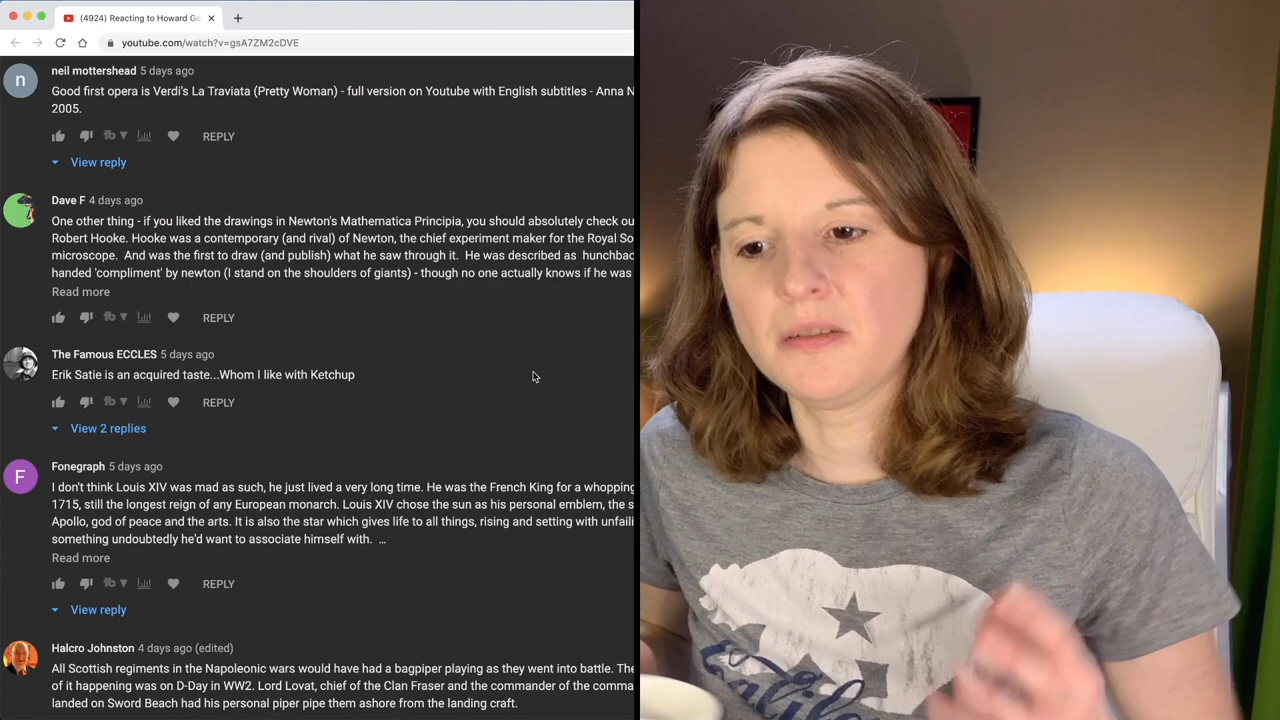 (4924) Reacting to Howard Go
youtube.com/watch?v=gsA7ZM2cDVE
n
neil mottershead 5 days ago
Good first opera is Verdi's La Traviata (Pretty Woman) - full version on Youtube with English subtitles - Anna N
2005.
REPLY
View reply
Dave F 4 days ago
One other thing - if you liked the drawings in Newton's Mathematica Principia, you should absolutely check ou
Robert Hooke. Hooke was a contemporary (and rival) of Newton, the chief experiment maker for the Royal So
microscope. And was the first to draw (and publish) what he saw through it. He was described as hunchbac
handed 'compliment' by newton (I stand on the shoulders of giants) - though no one actually knows if he was
Read more
REPLY
The Famous ECCLES 5 days ago
Erik Satie is an acquired taste...Whom I like with Ketchup
REPLY
View 2 replies
F
Fonegraph 5 days ago
I don't think Louis XIV was mad as such, he just lived a very long time. He was the French King for a whopping
1715, still the longest reign of any European monarch. Louis XIV chose the sun as his personal emblem, the s
Apollo, god of peace and the arts. It is also the star which gives life to all things, rising and setting with unfaili
something undoubtedly he'd want to associate himself with. ...
Read more
REPLY
View reply
Halcro Johnston 4 days ago (edited)
All Scottish regiments in the Napoleonic wars would have had a bagpiper playing as they went into battle. The
of it happening was on D-Day in WW2. Lord Lovat, chief of the Clan Fraser and the commander of the comma
landed on Sword Beach had his personal piper pipe them ashore from the landing craft.